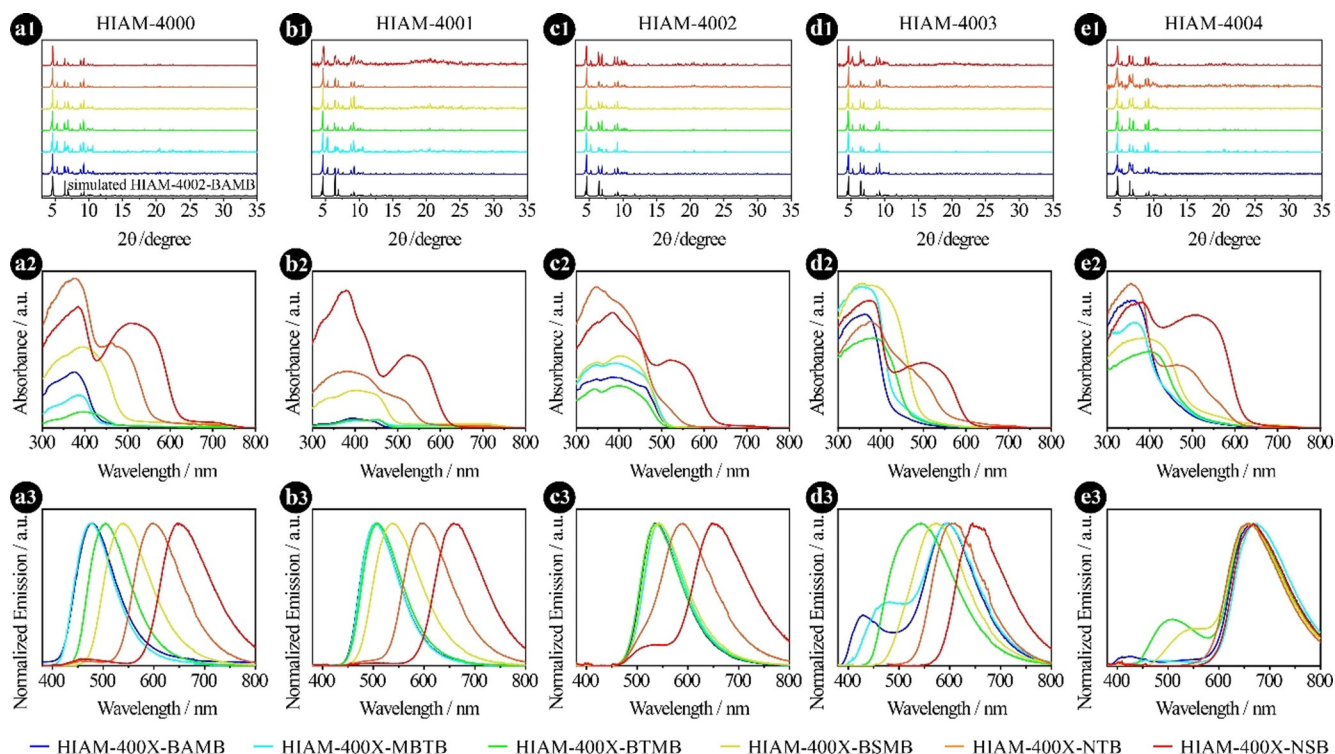 a1 HIAM-4000 b1 HIAM-4001 c1 HIAM-4002 d1 HIAM-4003 e1 HIAM-4004
simulated HIAM-4002-BAMB
5 10 15 20 25 30 35 5 10 15 20 25 30 35 5 10 15 20 25 30 35 5 10 15 20 25 30 35 5 10 15 20 25 30 35
2θ /degree 2θ /degree 2θ /degree 2θ /degree 2θ /degree
a2 b2 c2 d2 e2
Absorbance / a.u. Absorbance / a.u. Absorbance / a.u. Absorbance / a.u. Absorbance / a.u.
300 400 500 600 700 800 300 400 500 600 700 800 300 400 500 600 700 800 300 400 500 600 700 800 300 400 500 600 700 800
Wavelength / nm Wavelength / nm Wavelength / nm Wavelength / nm Wavelength / nm
a3 b3 c3 d3 e3
Normalized Emission / a.u. Normalized Emission / a.u. Normalized Emission / a.u. Normalized Emission / a.u. Normalized Emission / a.u.
400 500 600 700 800 400 500 600 700 800 400 500 600 700 800 400 500 600 700 800 400 500 600 700 800
Wavelength / nm Wavelength / nm Wavelength / nm Wavelength / nm Wavelength / nm
HIAM-400X-BAMB HIAM-400X-MBTB HIAM-400X-BTMB HIAM-400X-BSMB HIAM-400X-NTB HIAM-400X-NSB